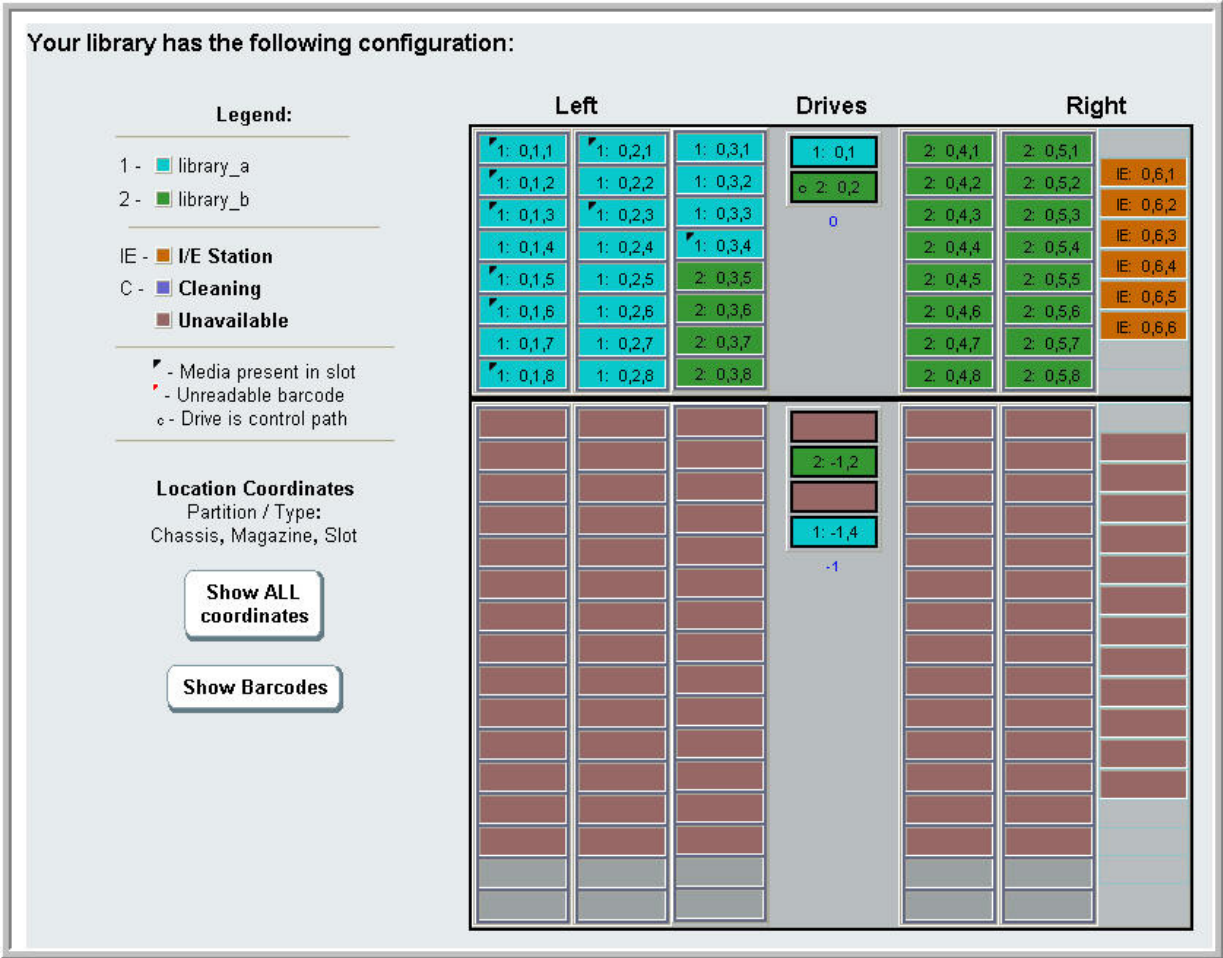 Your library has the following configuration:
Legend:
1 - library_a
2 - library_b
IE - I/E Station
C - Cleaning
Unavailable
- Media present in slot
- Unreadable barcode
c - Drive is control path
Location Coordinates
Partition / Type:
Chassis, Magazine, Slot
Show ALL
coordinates
Show Barcodes
Left Drives Right
1: 0,1,1 1: 0,2,1 1: 0,3,1 1: 0,1 2: 0,4,1 2: 0,5,1
IE: 0,6,1
1: 0,1,2 1: 0,2,2 1: 0,3,2 c 2: 0,2 2: 0,4,2 2: 0,5,2
IE: 0,6,2
1: 0,1,3 1: 0,2,3 1: 0,3,3 0 2: 0,4,3 2: 0,5,3
IE: 0,6,3
1: 0,1,4 1: 0,2,4 1: 0,3,4 2: 0,4,4 2: 0,5,4
IE: 0,6,4
1: 0,1,5 1: 0,2,5 2: 0,3,5 2: 0,4,5 2: 0,5,5
IE: 0,6,5
1: 0,1,6 1: 0,2,6 2: 0,3,6 2: 0,4,6 2: 0,5,6
IE: 0,6,6
1: 0,1,7 1: 0,2,7 2: 0,3,7 2: 0,4,7 2: 0,5,7
1: 0,1,8 1: 0,2,8 2: 0,3,8 2: 0,4,8 2: 0,5,8
2: -1,2
1: -1,4
-1